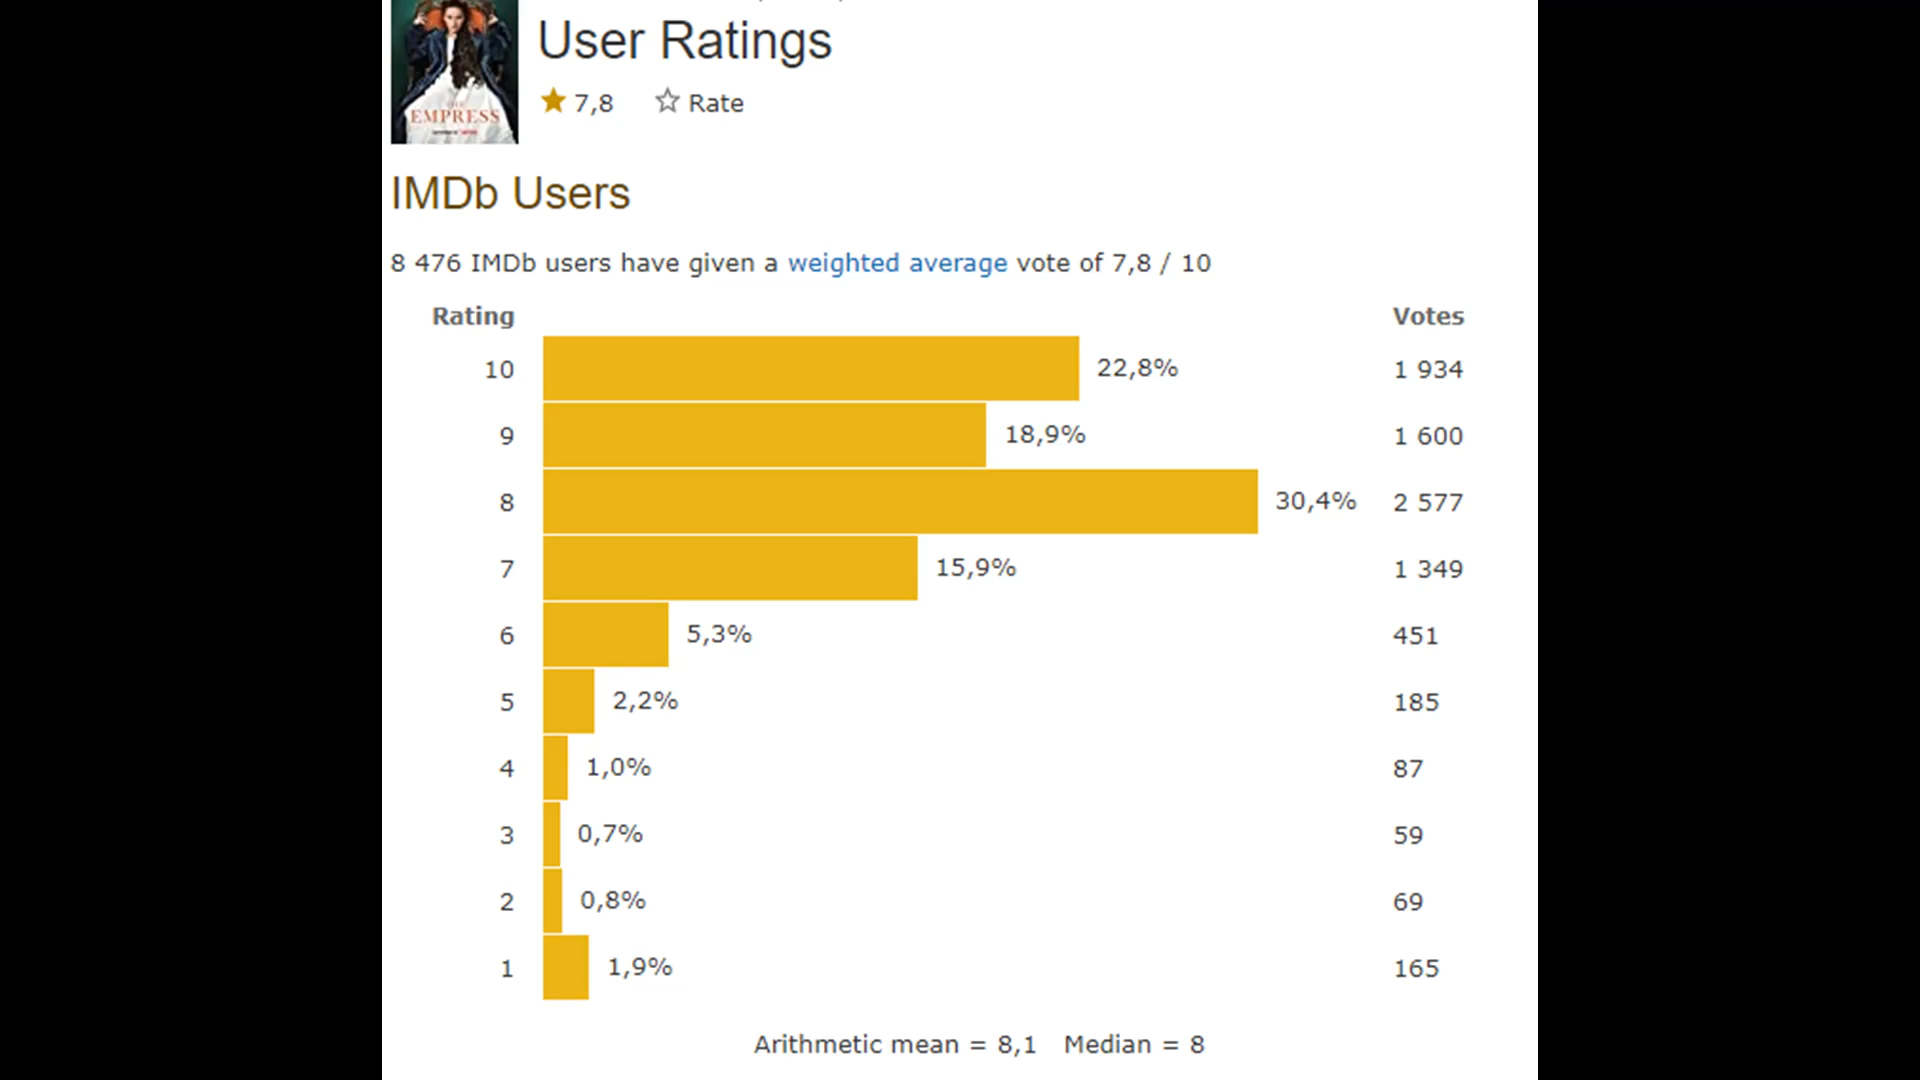 EMPRESS
User Ratings
7,8 Rate
IMDb Users
8 476 IMDb users have given a weighted average vote of 7,8 / 10
Rating Votes
10 22,8% 1 934
9 18,9% 1 600
8 30,4% 2 577
7 15,9% 1 349
6 5,3% 451
5 2,2% 185
4 1,0% 87
3 0,7% 59
2 0,8% 69
1 1,9% 165
Arithmetic mean = 8,1 Median = 8